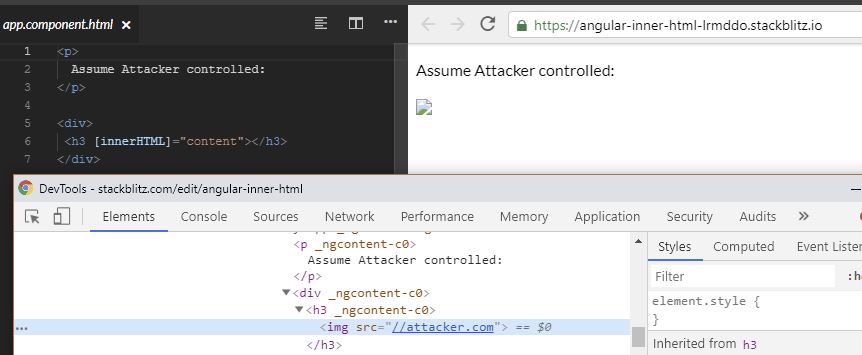 app.component.html ×
https://angular-inner-html-lrmddo.stackblitz.io
1 <p>
2 Assume Attacker controlled:
3 </p>
4
5 <div>
6 <h3 [innerHTML]="content"></h3>
7 </div>
Assume Attacker controlled:
DevTools - stackblitz.com/edit/angular-inner-html
Elements Console Sources Network Performance Memory Application Security Audits »
<p _ngcontent-c0>
Assume Attacker controlled:
</p>
▼<div _ngcontent-c0>
▼<h3 _ngcontent-c0>
... <img src="//attacker.com"> == $0
</h3>
Styles Computed Event Listen
Filter :h
element.style {
}
Inherited from h3